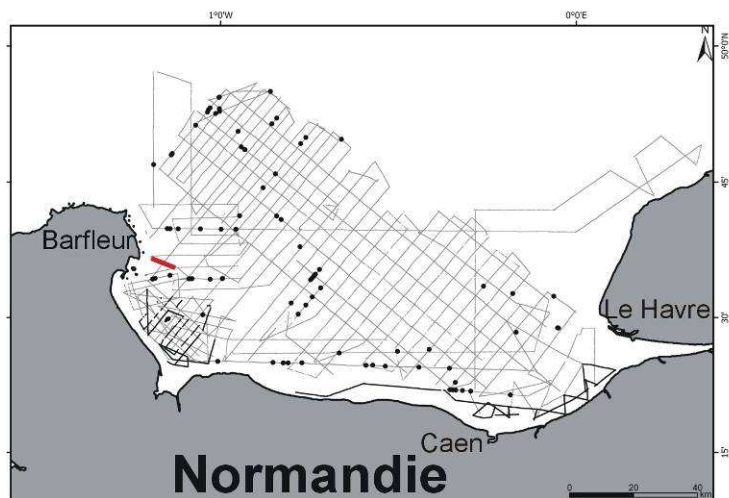 1°0'W
0°0'E
N
50°0'N
45'
Barfleur
Le Havre
30'
Caen
Normandie
15'
0 20 40
km